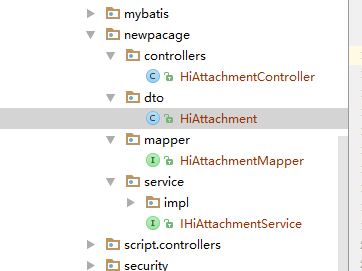 mybatis
newpacage
controllers
HiAttachmentController
dto
HiAttachment
mapper
HiAttachmentMapper
service
impl
IHiAttachmentService
script.controllers
security